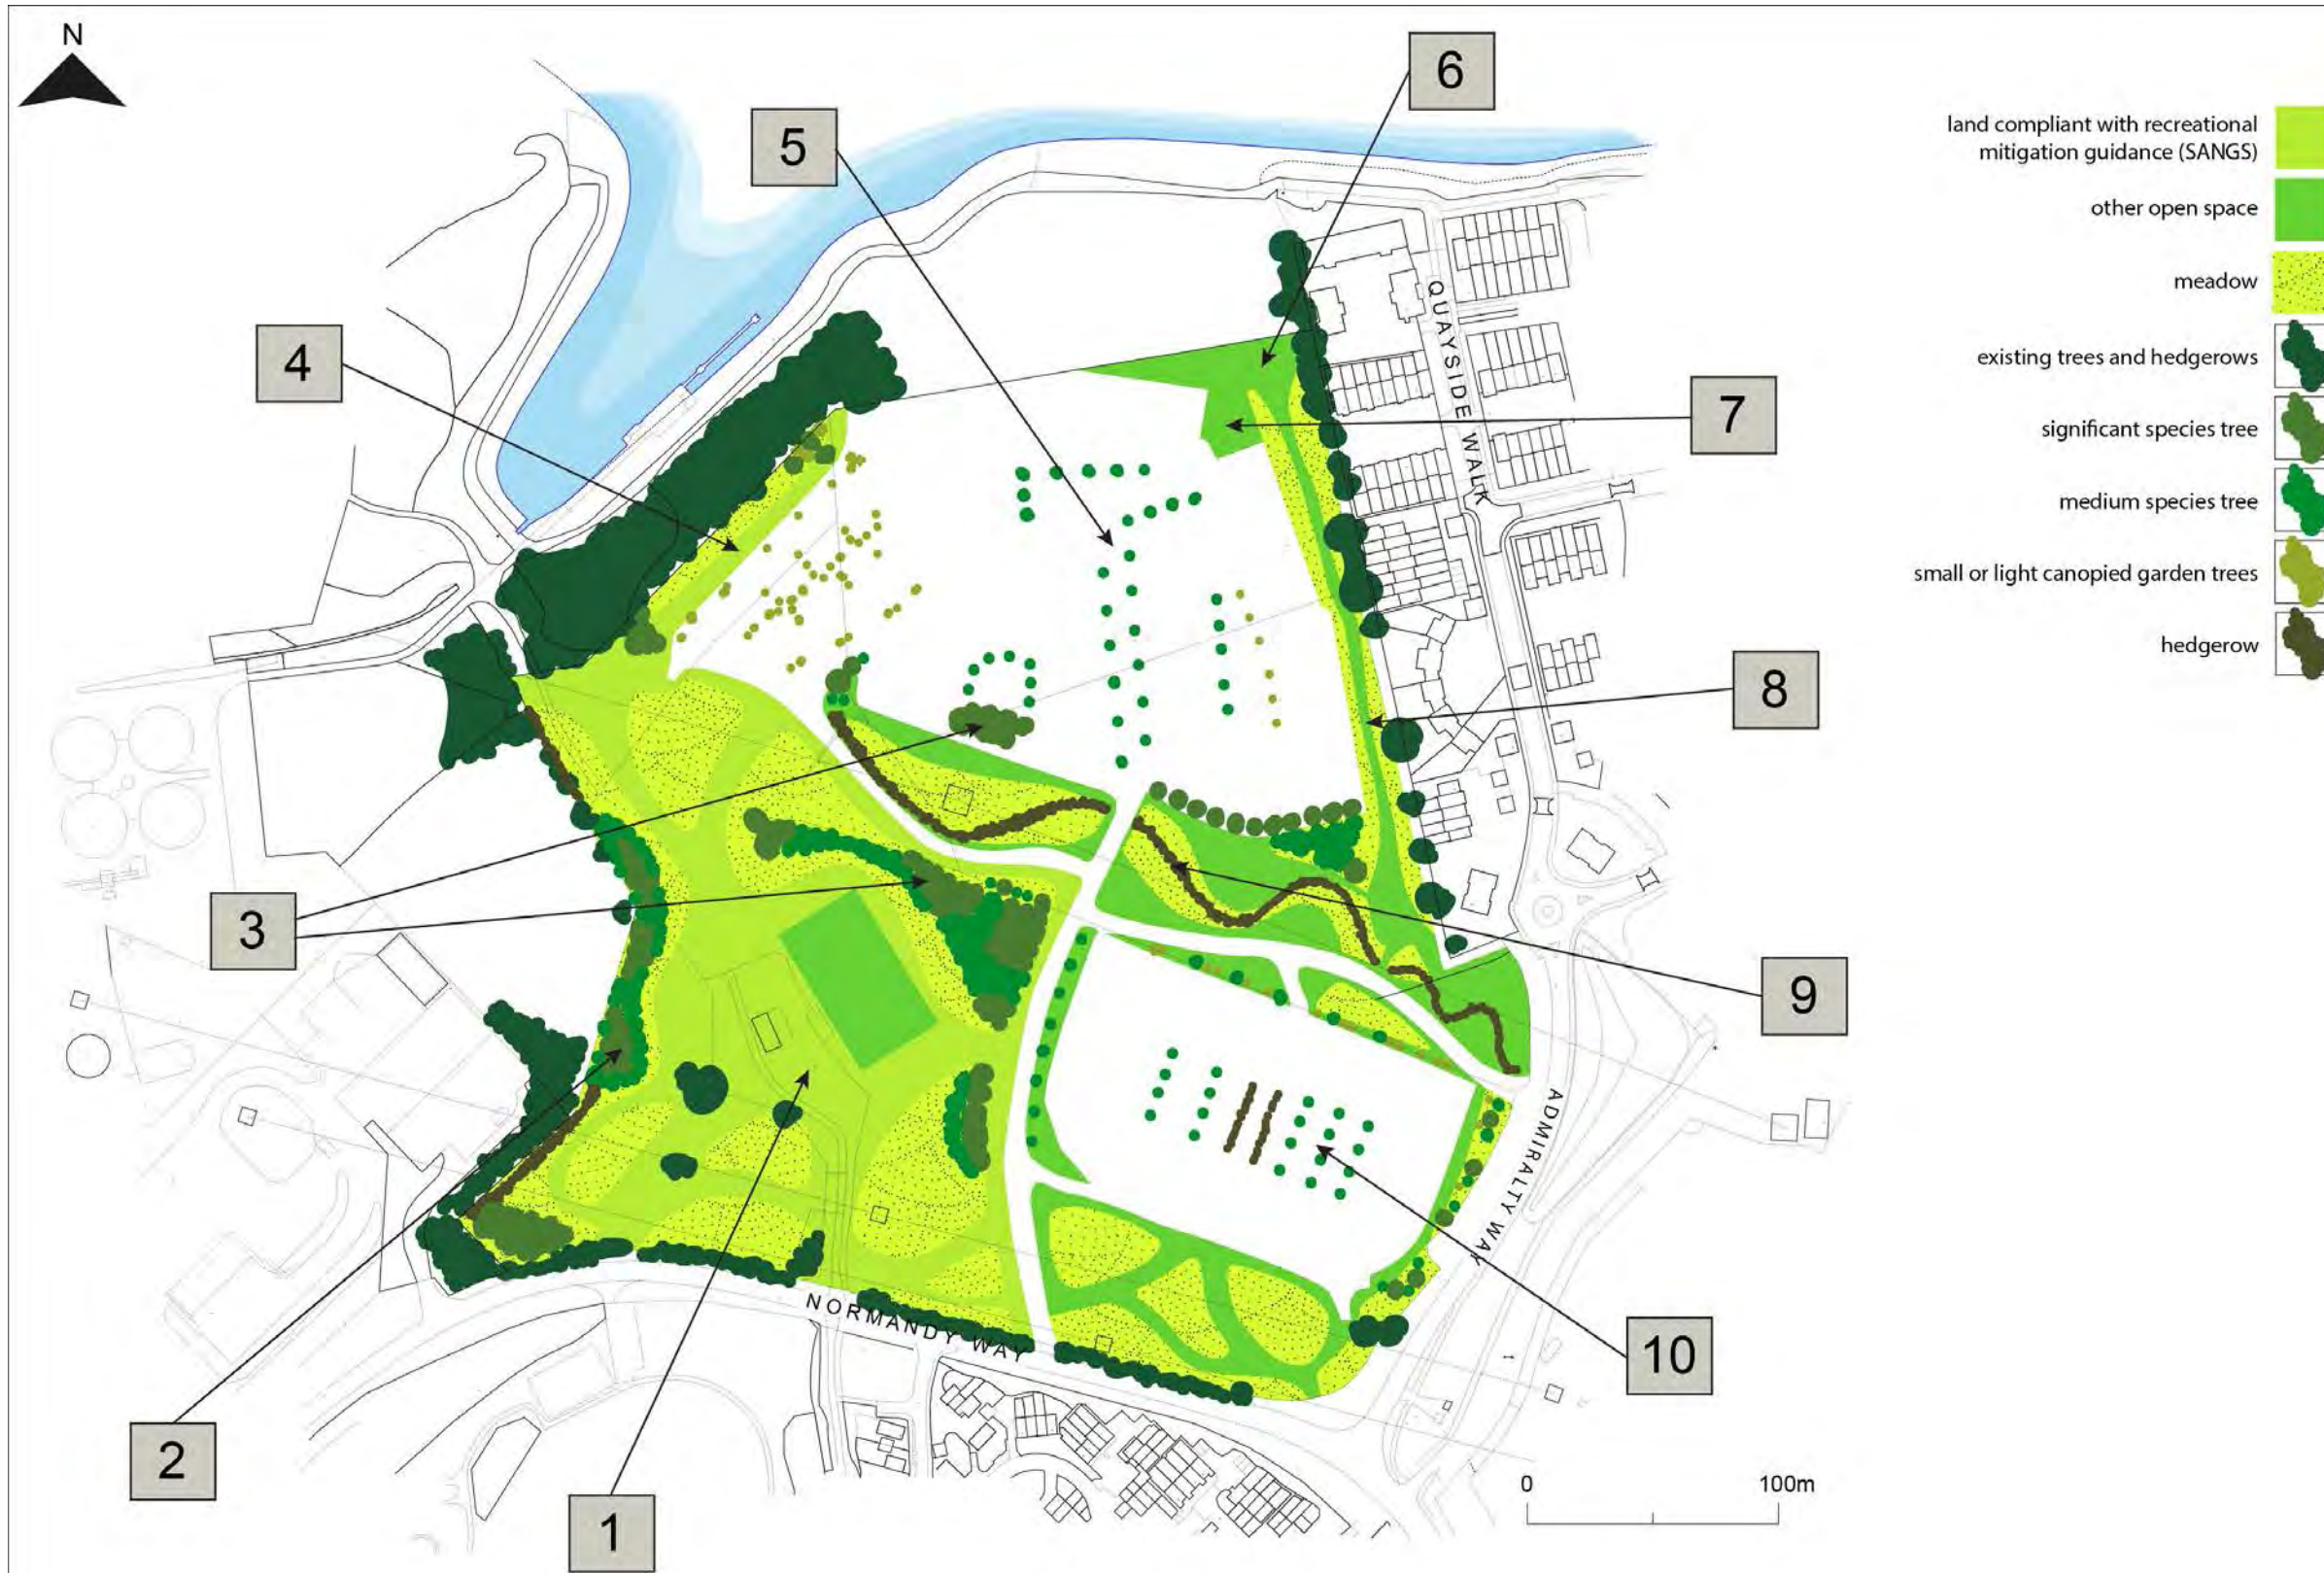 N
6
5
land compliant with recreational
mitigation guidance (SANGS)
other open space
meadow
existing trees and hedgerows
significant species tree
medium species tree
small or light canopied garden trees
hedgerow
QUAYSIDE WALK
4
7
8
3
9
ADMIRALTY WAY
NORMANDY WAY
10
2
1
0
100m